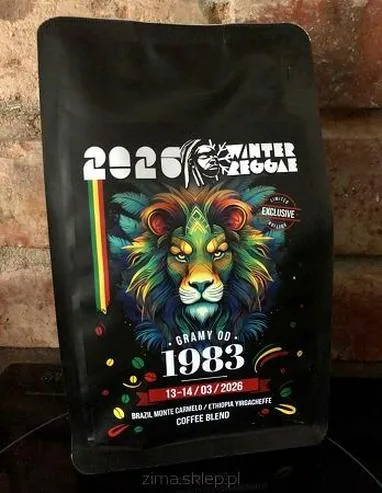 2026 WINTER
REGGAE
LIMITED
EXCLUSIVE
· GRAMY OD ·
1983
13-14 / 03 / 2026
BRAZIL MONTE CARMELO / ETHIOPIA YIRGACHEFFE
COFFEE BLEND
zima.sklep.pl